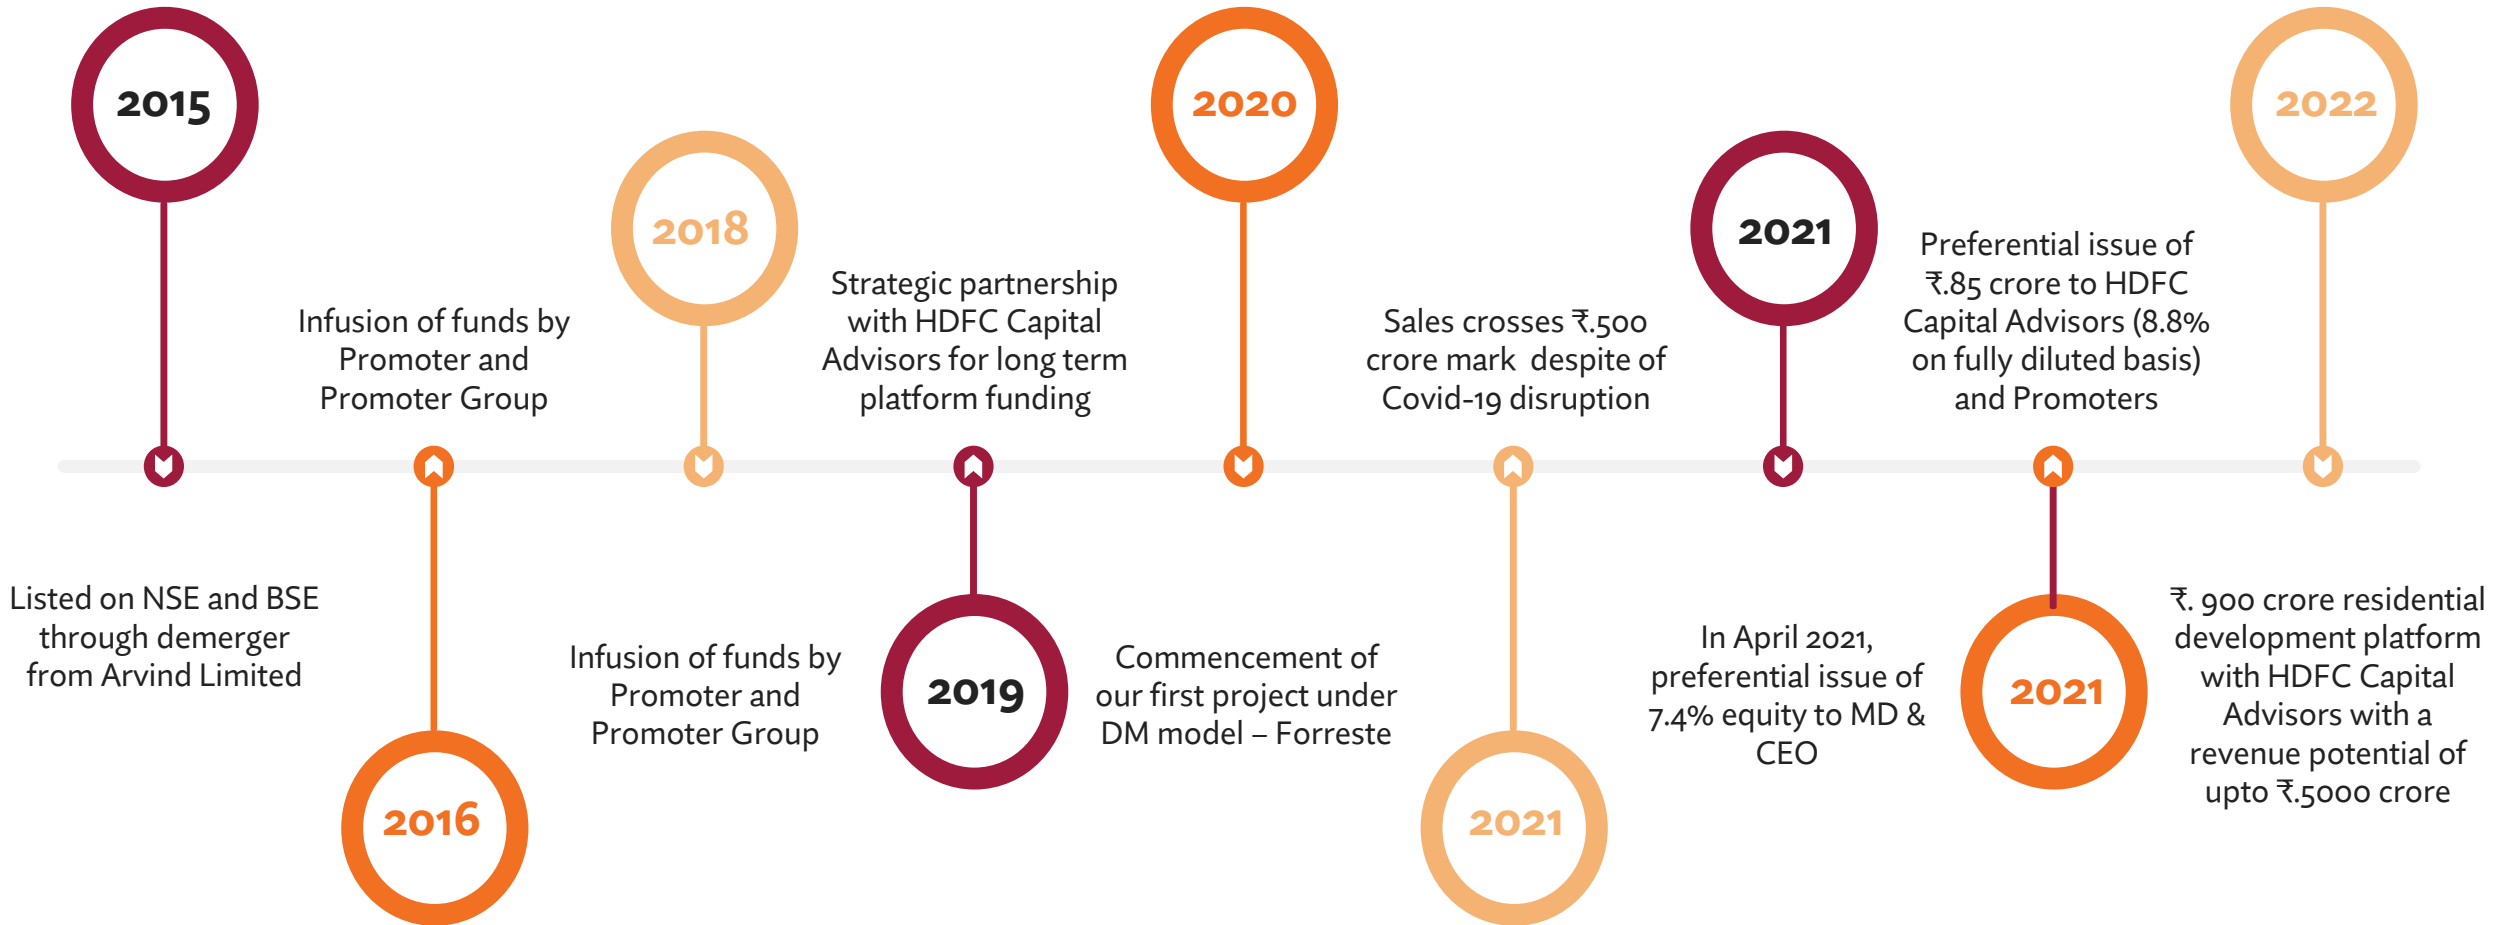 2015
Listed on NSE and BSE
through demerger
from Arvind Limited
Infusion of funds by
Promoter and
Promoter Group
2016
2018
Infusion of funds by
Promoter and
Promoter Group
Strategic partnership
with HDFC Capital
Advisors for long term
platform funding
2019
2020
Commencement of
our first project under
DM model – Forreste
Sales crosses ₹.500
crore mark despite of
Covid-19 disruption
2021
2021
In April 2021,
preferential issue of
7.4% equity to MD &
CEO
Preferential issue of
₹.85 crore to HDFC
Capital Advisors (8.8%
on fully diluted basis)
and Promoters
2021
2022
₹. 900 crore residential
development platform
with HDFC Capital
Advisors with a
revenue potential of
upto ₹.5000 crore